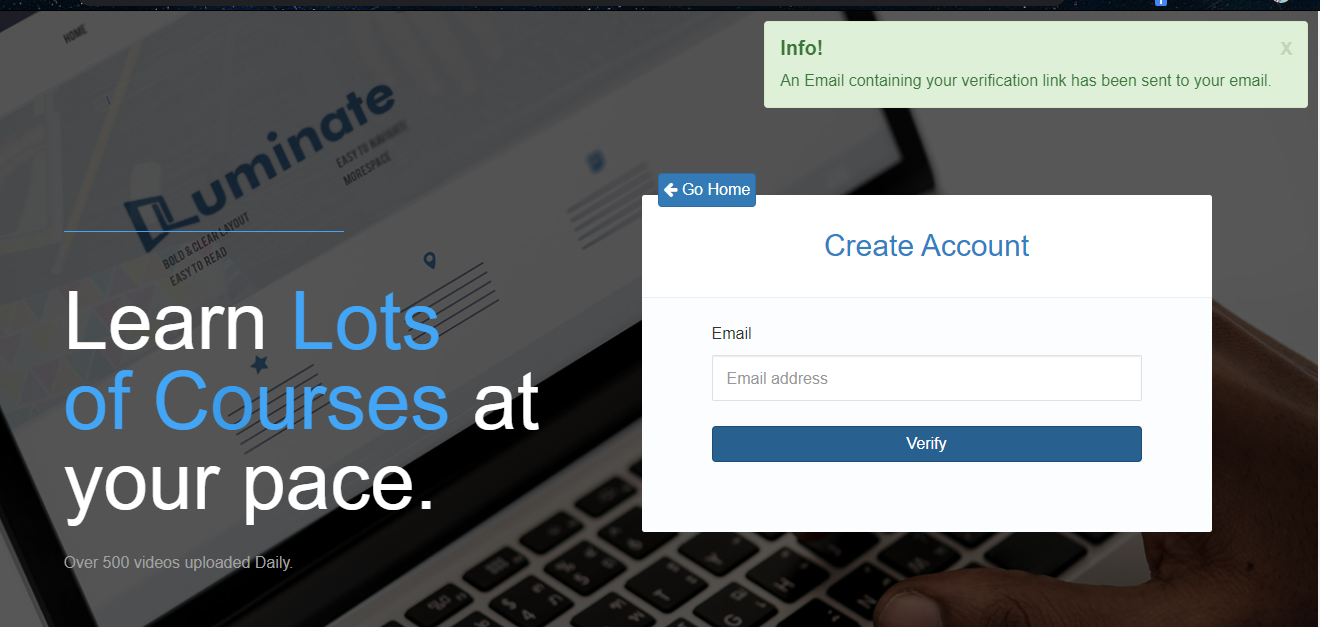 HOME
Info!
x
An Email containing your verification link has been sent to your email.
Luminate
EASY TO NAVIGATE
MORESPACE
BOLD & CLEAR LAYOUT
EASY TO READ
Go Home
Create Account
Learn Lots
of Courses at
your pace.
Email
Email address
Verify
Over 500 videos uploaded Daily.